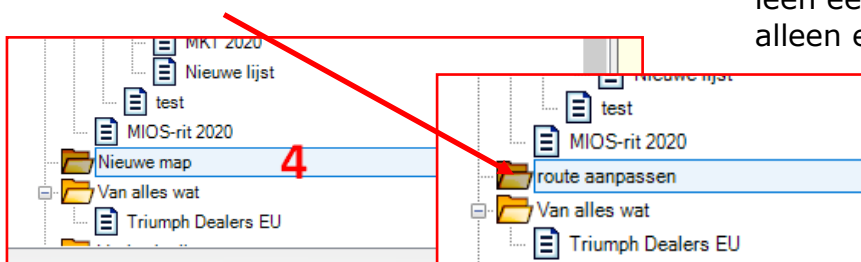 alleen e
MKT 2020
Nieuwe lijst
test
MIOS-rit 2020
Nieuwe map
4
Van alles wat
Triumph Dealers EU
Nieuwe lijst
test
MIOS-rit 2020
route aanpassen
Van alles wat
Triumph Dealers EU